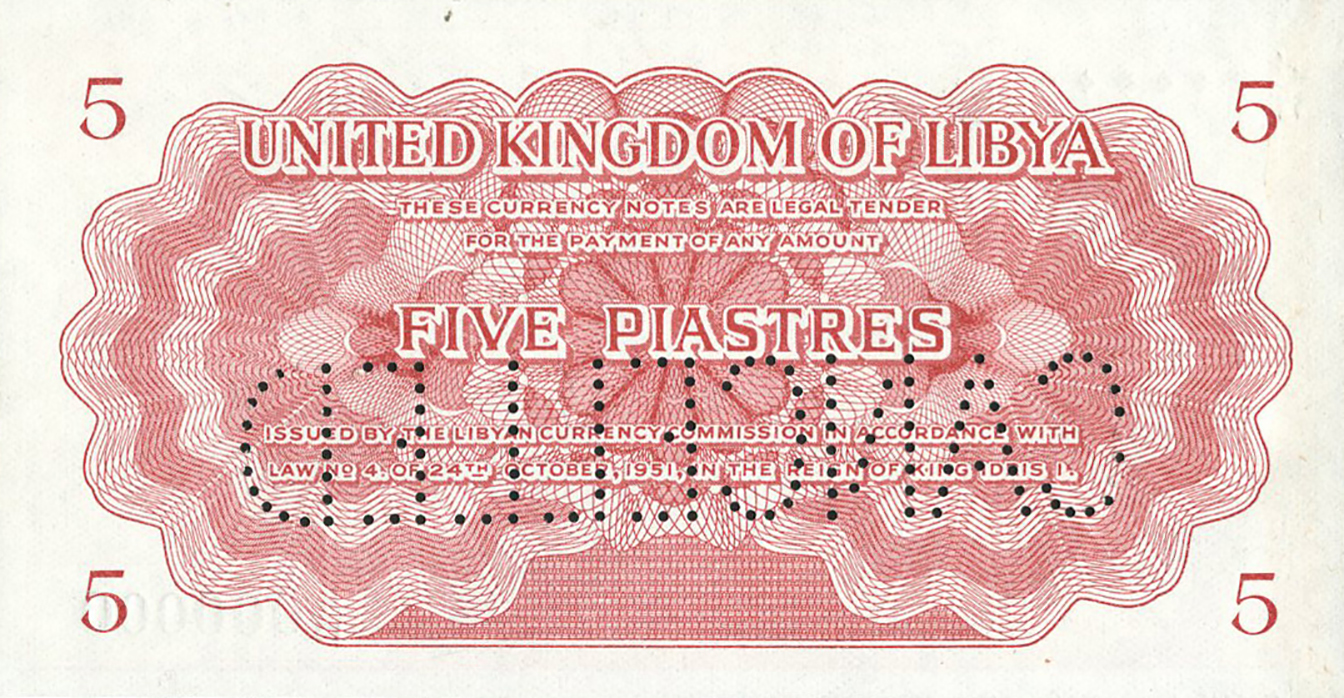 5 5
UNITED KINGDOM OF LIBYA
THESE CURRENCY NOTES ARE LEGAL TENDER
FOR THE PAYMENT OF ANY AMOUNT
FIVE PIASTRES
CANCELLED
ISSUED BY THE LIBYAN CURRENCY COMMISSION IN ACCORDANCE WITH
LAW Nº 4. OF 24TH OCTOBER, 1951, IN THE REIGN OF KING IDRIS I.
5 5